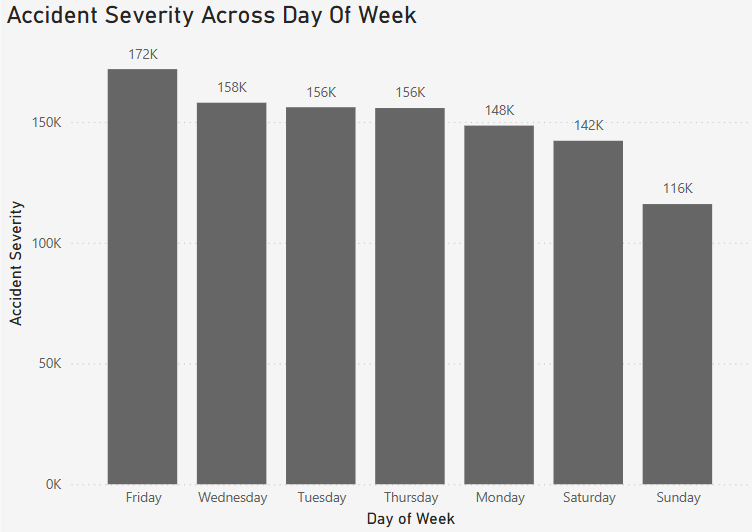 Accident Severity Across Day Of Week
172K
158K
156K
156K
148K
142K
116K
150K
100K
50K
0K
Accident Severity
Friday
Wednesday
Tuesday
Thursday
Monday
Saturday
Sunday
Day of Week